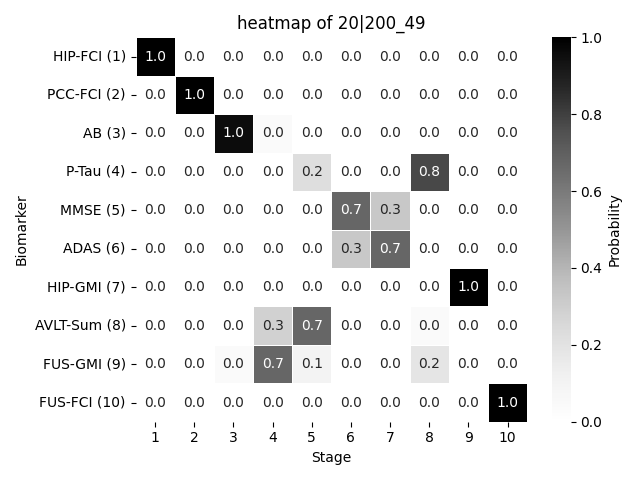 heatmap of 20|200_49
HIP-FCI (1) 1.0 0.0 0.0 0.0 0.0 0.0 0.0 0.0 0.0 0.0
PCC-FCI (2) 0.0 1.0 0.0 0.0 0.0 0.0 0.0 0.0 0.0 0.0
AB (3) 0.0 0.0 1.0 0.0 0.0 0.0 0.0 0.0 0.0 0.0
P-Tau (4) 0.0 0.0 0.0 0.0 0.2 0.0 0.0 0.8 0.0 0.0
MMSE (5) 0.0 0.0 0.0 0.0 0.0 0.7 0.3 0.0 0.0 0.0
ADAS (6) 0.0 0.0 0.0 0.0 0.0 0.3 0.7 0.0 0.0 0.0
HIP-GMI (7) 0.0 0.0 0.0 0.0 0.0 0.0 0.0 0.0 1.0 0.0
AVLT-Sum (8) 0.0 0.0 0.0 0.3 0.7 0.0 0.0 0.0 0.0 0.0
FUS-GMI (9) 0.0 0.0 0.0 0.7 0.1 0.0 0.0 0.2 0.0 0.0
FUS-FCI (10) 0.0 0.0 0.0 0.0 0.0 0.0 0.0 0.0 0.0 1.0
1 2 3 4 5 6 7 8 9 10
Stage
Biomarker
1.0
0.8
0.6
0.4
0.2
0.0
Probability